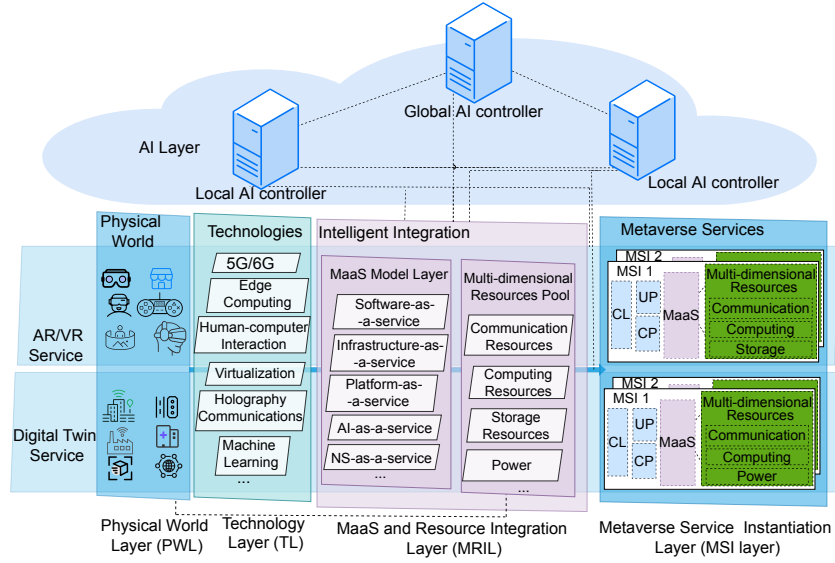 Global AI controller
AI Layer
Local AI controller
Local AI controller
Physical
World
Technologies
5G/6G
Edge
Computing
Human-computer
Interaction
Virtualization
Holography
Communications
Machine
Learning
...
Intelligent Integration
MaaS Model Layer
Software-as-
-a-service
Infrastructure-as-
-a-service
Platform-as-
-a-service
AI-as-a-service
NS-as-a-service
...
Multi-dimensional
Resources Pool
Communication
Resources
Computing
Resources
Storage
Resources
Power
...
Metaverse Services
MSI 2
MSI 1
CL
UP
CP
MaaS
Multi-dimensional
Resources
Communication
Computing
Storage
MSI 2
MSI 1
CL
UP
CP
MaaS
Multi-dimensional
Resources
Communication
Computing
Power
AR/VR
Service
Digital Twin
Service
Physical World
Layer (PWL)
Technology
Layer (TL)
MaaS and Resource Integration
Layer (MRIL)
Metaverse Service Instantiation
Layer (MSI layer)